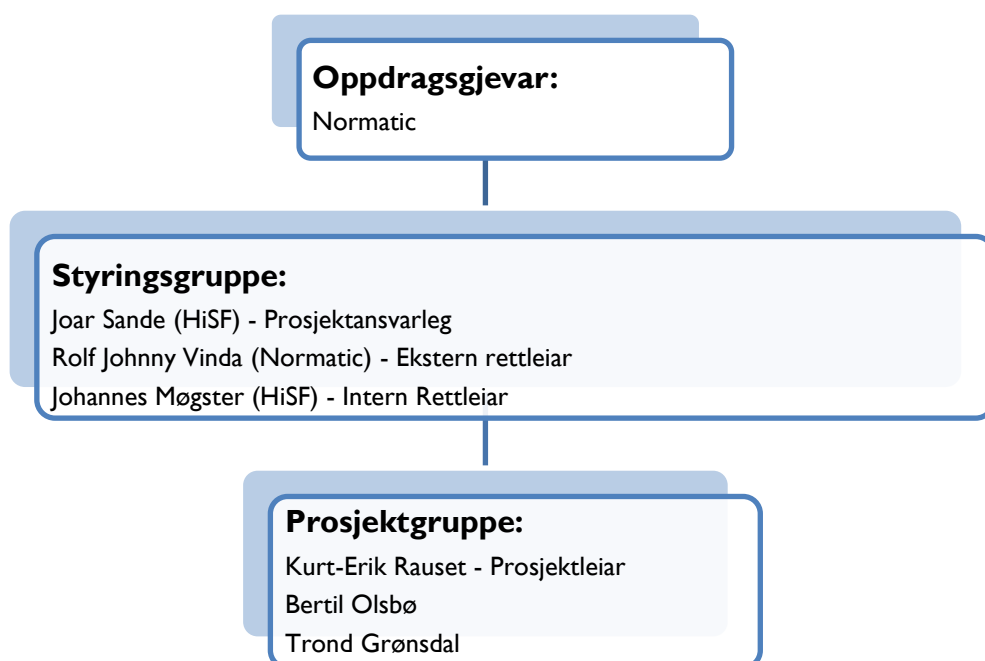 Oppdragsgjevar:
Normatic
Styringsgruppe:
Joar Sande (HiSF) - Prosjektansvarleg
Rolf Johnny Vinda (Normatic) - Ekstern rettleiar
Johannes Møgster (HiSF) - Intern Rettleiar
Prosjektgruppe:
Kurt-Erik Rauset - Prosjektleiar
Bertil Olsbø
Trond Grønsdal